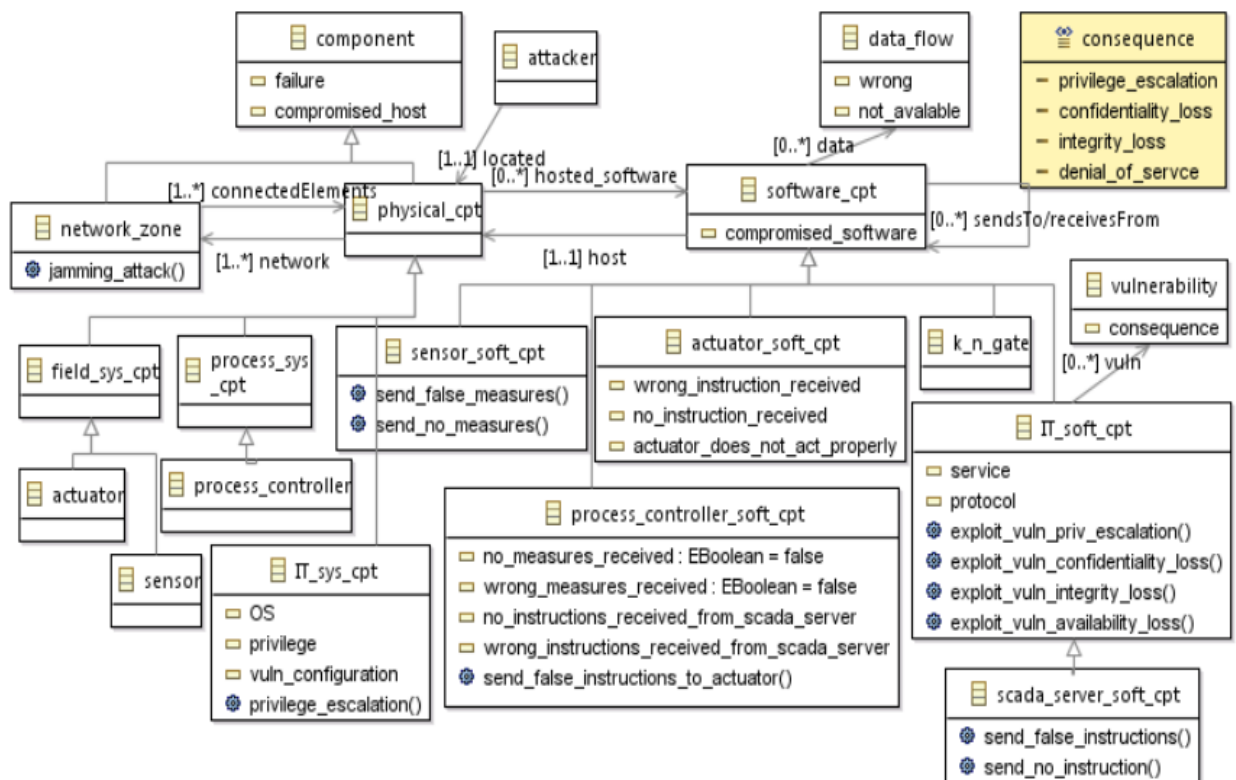 component
failure
compromised_host
attacker
data_flow
wrong
not_avalable
consequence
privilege_escalation
confidentiality_loss
integrity_loss
denial_of_servce
[1..1] located
[0..*] hosted_software
[0..*] data
[1..*] connectedElements
physical_cpt
software_cpt
compromised_software
[0..*] sendsTo/receivesFrom
network_zone
jamming_attack()
[1..*] network
[1..1] host
vulnerability
consequence
[0..*] vuln
field_sys_cpt
process_sys
_cpt
sensor_soft_cpt
send_false_measures()
send_no_measures()
actuator_soft_cpt
wrong_instruction_received
no_instruction_received
actuator_does_not_act_properly
k_n_gate
IT_soft_cpt
service
protocol
exploit_vuln_priv_escalation()
exploit_vuln_confidentiality_loss()
exploit_vuln_integrity_loss()
exploit_vuln_availability_loss()
actuator
process_controller
sensor
IT_sys_cpt
OS
privilege
vuln_configuration
privilege_escalation()
process_controller_soft_cpt
no_measures_received : EBoolean = false
wrong_measures_received : EBoolean = false
no_instructions_received_from_scada_server
wrong_instructions_received_from_scada_server
send_false_instructions_to_actuator()
scada_server_soft_cpt
send_false_instructions()
send_no_instruction()